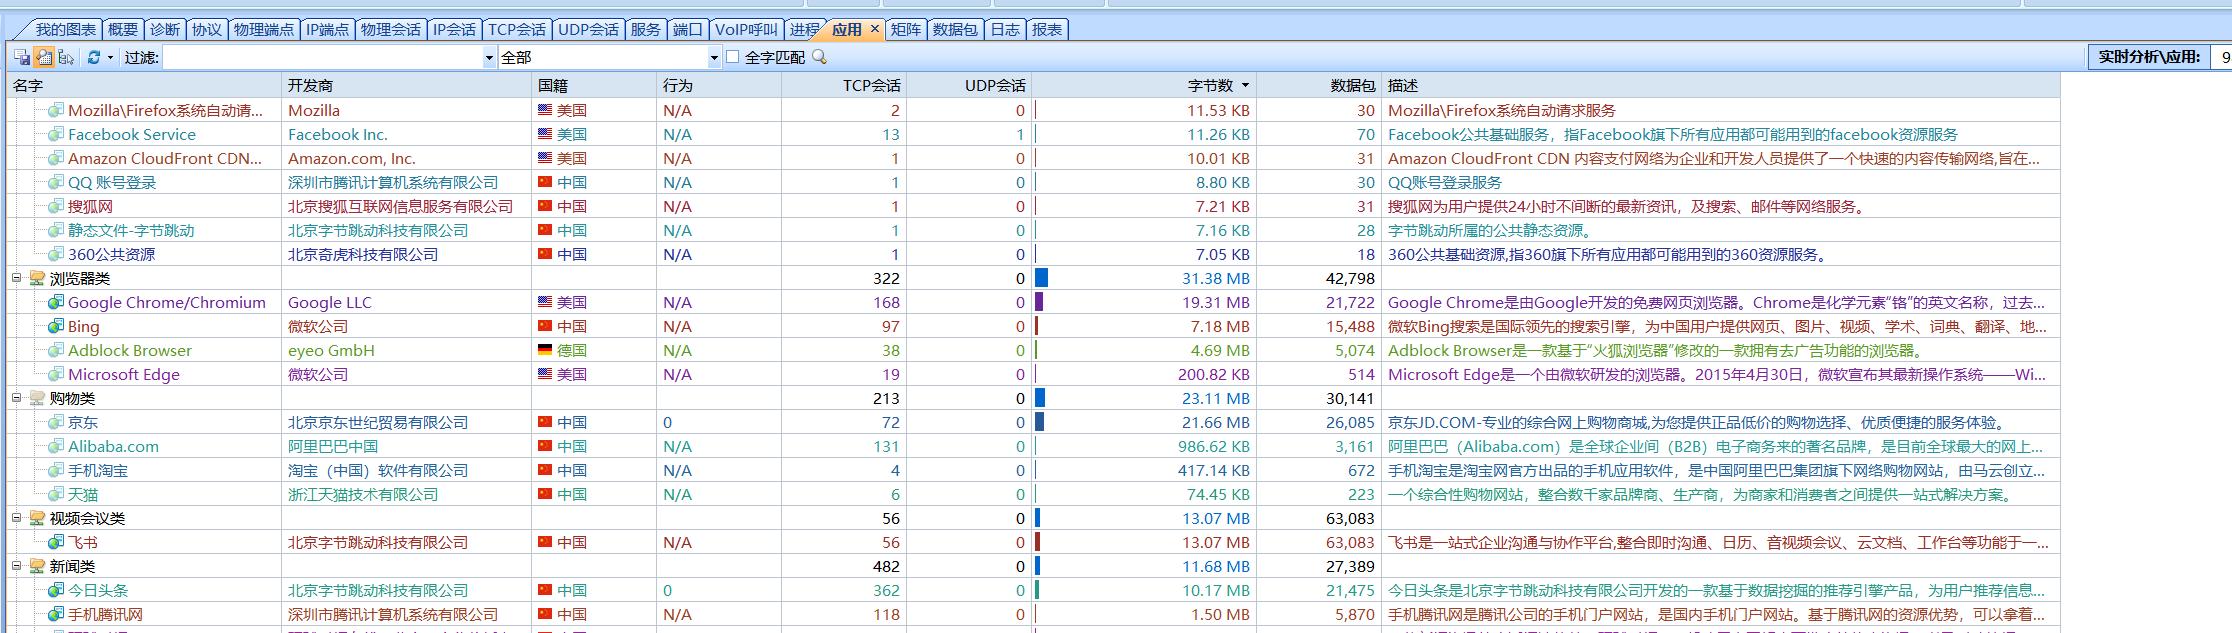 我的图表 概要 诊断 协议 物理端点 IP端点 物理会话 IP会话 TCP会话 UDP会话 服务 端口 VoIP呼叫 进程 应用 × 矩阵 数据包 日志 报表
过滤: 全部 全字匹配 实时分析\应用:
名字 开发商 国籍 行为 TCP会话 UDP会话 字节数 数据包 描述
Mozilla\Firefox系统自动请... Mozilla 美国 N/A 2 0 11.53 KB 30 Mozilla\Firefox系统自动请求服务
Facebook Service Facebook Inc. 美国 N/A 13 1 11.26 KB 70 Facebook公共基础服务，指Facebook旗下所有应用都可能用到的facebook资源服务
Amazon CloudFront CDN... Amazon.com, Inc. 美国 N/A 1 0 10.01 KB 31 Amazon CloudFront CDN 内容支付网络为企业和开发人员提供了一个快速的内容传输网络,旨在...
QQ 账号登录 深圳市腾讯计算机系统有限公司 中国 N/A 1 0 8.80 KB 30 QQ账号登录服务
搜狐网 北京搜狐互联网信息服务有限公司 中国 N/A 1 0 7.21 KB 31 搜狐网为用户提供24小时不间断的最新资讯，及搜索、邮件等网络服务。
静态文件-字节跳动 北京字节跳动科技有限公司 中国 N/A 1 0 7.16 KB 28 字节跳动所属的公共静态资源。
360公共资源 北京奇虎科技有限公司 中国 N/A 1 0 7.05 KB 18 360公共基础资源,指360旗下所有应用都可能用到的360资源服务。
浏览器类 322 0 31.38 MB 42,798
Google Chrome/Chromium Google LLC 美国 N/A 168 0 19.31 MB 21,722 Google Chrome是由Google开发的免费网页浏览器。Chrome是化学元素“铬”的英文名称，过去...
Bing 微软公司 中国 N/A 97 0 7.18 MB 15,488 微软Bing搜索是国际领先的搜索引擎，为中国用户提供网页、图片、视频、学术、词典、翻译、地...
Adblock Browser eyeo GmbH 德国 N/A 38 0 4.69 MB 5,074 Adblock Browser是一款基于“火狐浏览器”修改的一款拥有去广告功能的浏览器。
Microsoft Edge 微软公司 美国 N/A 19 0 200.82 KB 514 Microsoft Edge是一个由微软研发的浏览器。2015年4月30日，微软宣布其最新操作系统——Wi...
购物类 213 0 23.11 MB 30,141
京东 北京京东世纪贸易有限公司 中国 0 72 0 21.66 MB 26,085 京东JD.COM-专业的综合网上购物商城,为您提供正品低价的购物选择、优质便捷的服务体验。
Alibaba.com 阿里巴巴中国 中国 N/A 131 0 986.62 KB 3,161 阿里巴巴（Alibaba.com）是全球企业间（B2B）电子商务来的著名品牌，是目前全球最大的网上...
手机淘宝 淘宝（中国）软件有限公司 中国 N/A 4 0 417.14 KB 672 手机淘宝是淘宝网官方出品的手机应用软件，是中国阿里巴巴集团旗下网络购物网站，由马云创立...
天猫 浙江天猫技术有限公司 中国 N/A 6 0 74.45 KB 223 一个综合性购物网站，整合数千家品牌商、生产商，为商家和消费者之间提供一站式解决方案。
视频会议类 56 0 13.07 MB 63,083
飞书 北京字节跳动科技有限公司 中国 N/A 56 0 13.07 MB 63,083 飞书是一站式企业沟通与协作平台,整合即时沟通、日历、音视频会议、云文档、工作台等功能于一...
新闻类 482 0 11.68 MB 27,389
今日头条 北京字节跳动科技有限公司 中国 0 362 0 10.17 MB 21,475 今日头条是北京字节跳动科技有限公司开发的一款基于数据挖掘的推荐引擎产品，为用户推荐信息...
手机腾讯网 深圳市腾讯计算机系统有限公司 中国 N/A 118 0 1.50 MB 5,870 手机腾讯网是腾讯公司的手机门户网站，是国内手机门户网站。基于腾讯网的资源优势，可以拿着...